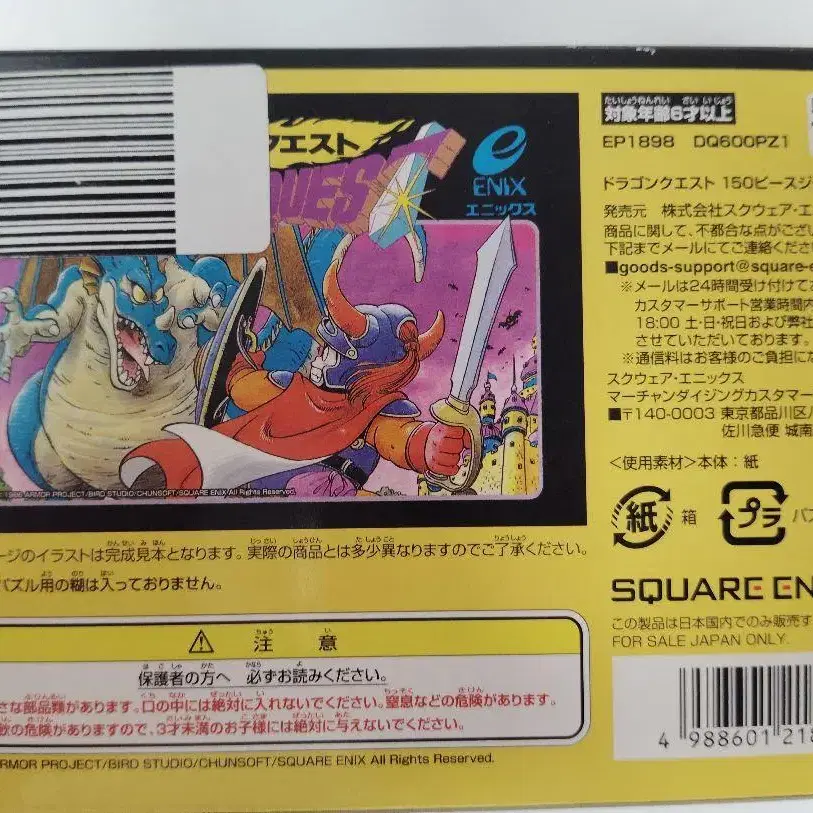 クエスト
QUEST
ENIX
エニックス
1986 ARMOR PROJECT/BIRD STUDIO/CHUNSOFT/SQUARE ENIX All Rights Reserved.
ージのイラストは完成見本となります。実際の商品とは多少異なりますのでご了承ください。
パズル用の糊は入っておりません。
⚠ 注意
保護者の方へ 必ずお読みください。
さな部品類があります。口の中には絶対に入れないでください。窒息などの危険があります。
飲の危険がありますので、3才未満のお子様には絶対に与えないでください。
ARMOR PROJECT/BIRD STUDIO/CHUNSOFT/SQUARE ENIX All Rights Reserved.
対象年齢6才以上
EP1898 DQ600PZ1
ドラゴンクエスト 150ピースジ
発売元 株式会社スクウェア・エ
商品に関して、不都合な点がござい
下記までメールにてご連絡くださ
■goods-support@square-e
※メールは24時間受け付けてお
カスタマーサポート営業時間内
18:00 土・日・祝日および弊社
させていただいております。
※通信料はお客様のご負担にな
スクウェア・エニックス
マーチャンダイジングカスタマー
■〒140-0003 東京都品川区八
佐川急便 城南
<使用素材>本体:紙
紙 箱
プラ パズ
SQUARE EN
この製品は日本国内でのみ販売す
FOR SALE JAPAN ONLY.
4 988601 218